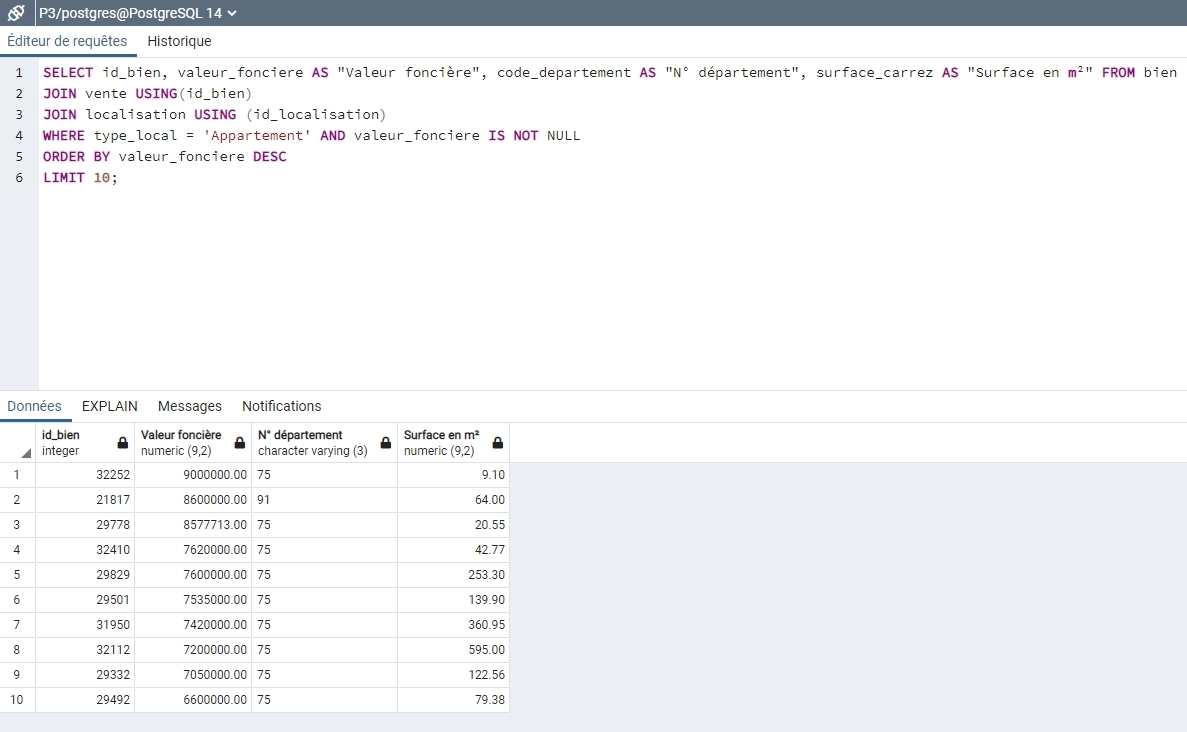 P3/postgres@PostgreSQL 14
Éditeur de requêtes Historique
1 SELECT id_bien, valeur_fonciere AS "Valeur foncière", code_departement AS "N° département", surface_carrez AS "Surface en m²" FROM bien
2 JOIN vente USING(id_bien)
3 JOIN localisation USING (id_localisation)
4 WHERE type_local = 'Appartement' AND valeur_fonciere IS NOT NULL
5 ORDER BY valeur_fonciere DESC
6 LIMIT 10;
Données EXPLAIN Messages Notifications
id_bien Valeur foncière N° département Surface en m²
integer numeric (9,2) character varying (3) numeric (9,2)
1 32252 9000000.00 75 9.10
2 21817 8600000.00 91 64.00
3 29778 8577713.00 75 20.55
4 32410 7620000.00 75 42.77
5 29829 7600000.00 75 253.30
6 29501 7535000.00 75 139.90
7 31950 7420000.00 75 360.95
8 32112 7200000.00 75 595.00
9 29332 7050000.00 75 122.56
10 29492 6600000.00 75 79.38